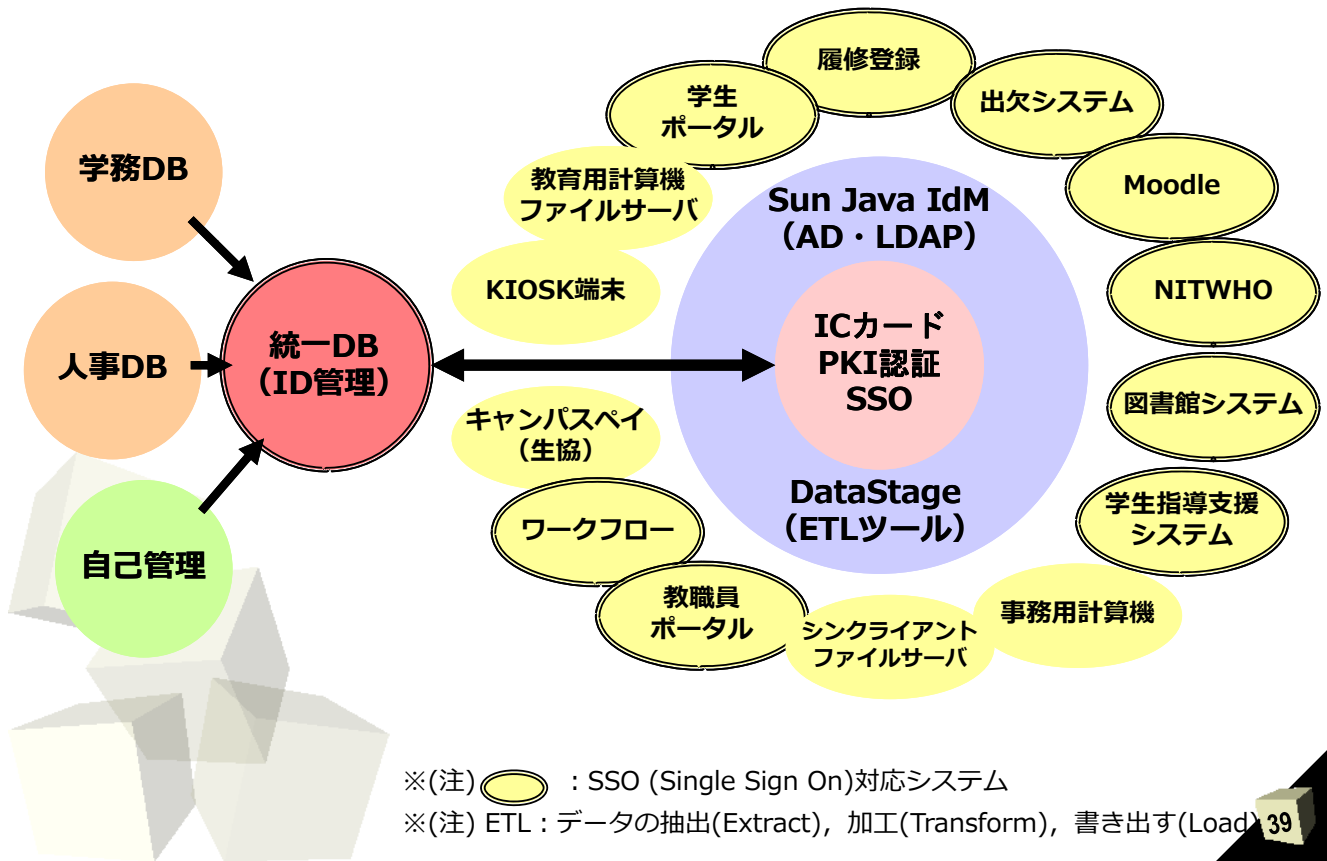 学務DB
人事DB
自己管理
統一DB
（ID管理）
履修登録
学生
ポータル
出欠システム
教育用計算機
ファイルサーバ
Moodle
KIOSK端末
NITWHO
Sun Java IdM
（AD・LDAP）
ICカード
PKI認証
SSO
DataStage
（ETLツール）
キャンパスペイ
（生協）
図書館システム
ワークフロー
学生指導支援
システム
教職員
ポータル
シンクライアント
ファイルサーバ
事務用計算機
※(注) ：SSO (Single Sign On)対応システム
※(注) ETL：データの抽出(Extract)，加工(Transform)，書き出す(Load)
39